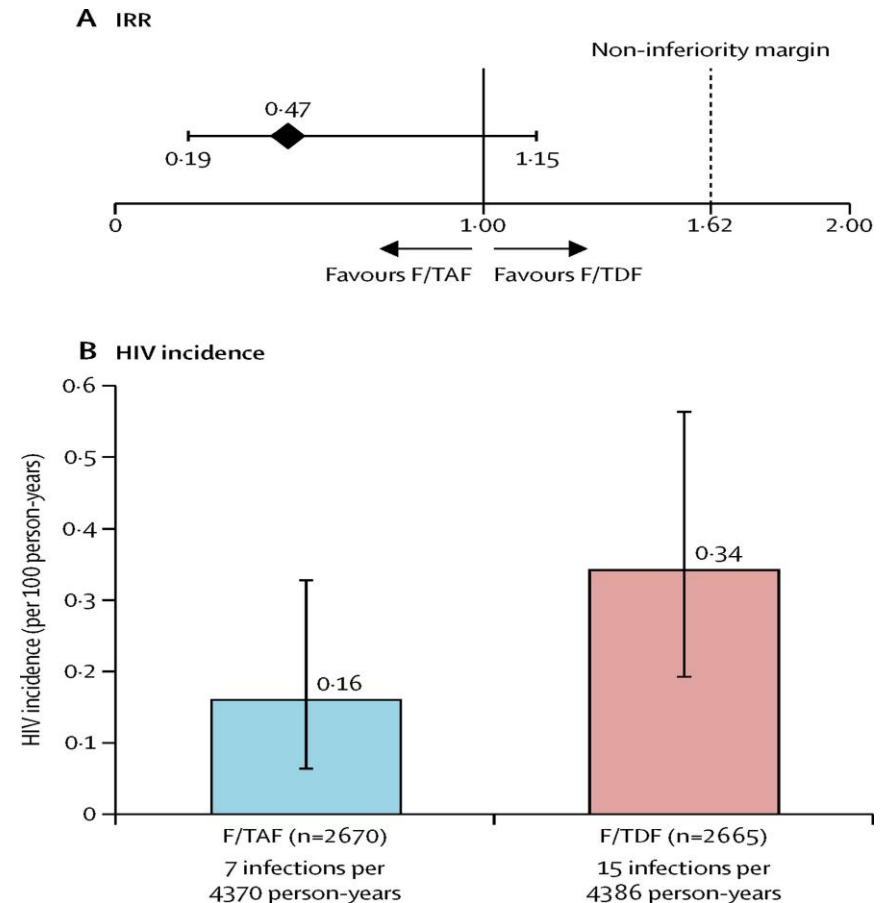 A IRR
Non-inferiority margin
0·47
0·19
1·15
0
1·00
1·62
2·00
Favours F/TAF
Favours F/TDF
B HIV incidence
HIV incidence (per 100 person-years)
0·6
0·5
0·4
0·3
0·2
0·1
0
0·16
0·34
F/TAF (n=2670)
7 infections per
4370 person-years
F/TDF (n=2665)
15 infections per
4386 person-years